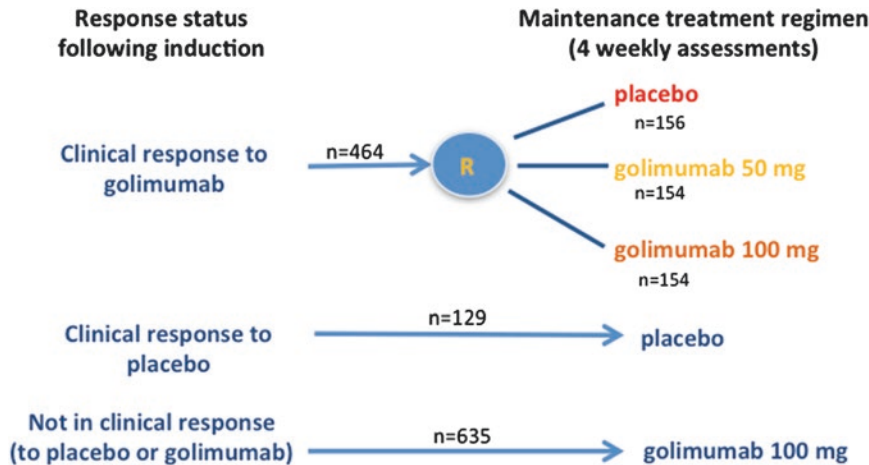 Response status
following induction
Maintenance treatment regimen
(4 weekly assessments)
Clinical response to
golimumab
n=464
R
placebo
n=156
golimumab 50 mg
n=154
golimumab 100 mg
n=154
Clinical response to
placebo
n=129
placebo
Not in clinical response
(to placebo or golimumab)
n=635
golimumab 100 mg